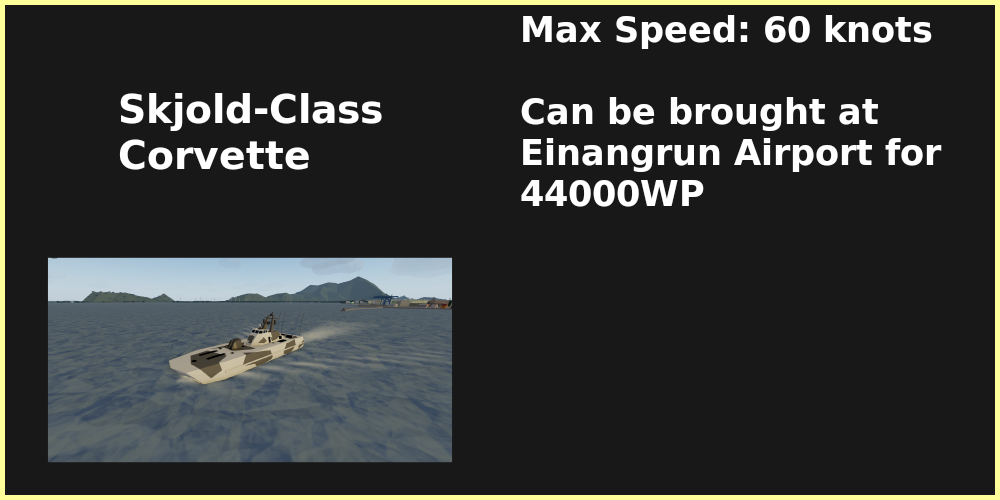 Skjold-Class
Corvette
Max Speed: 60 knots
Can be brought at
Einangrun Airport for
44000WP